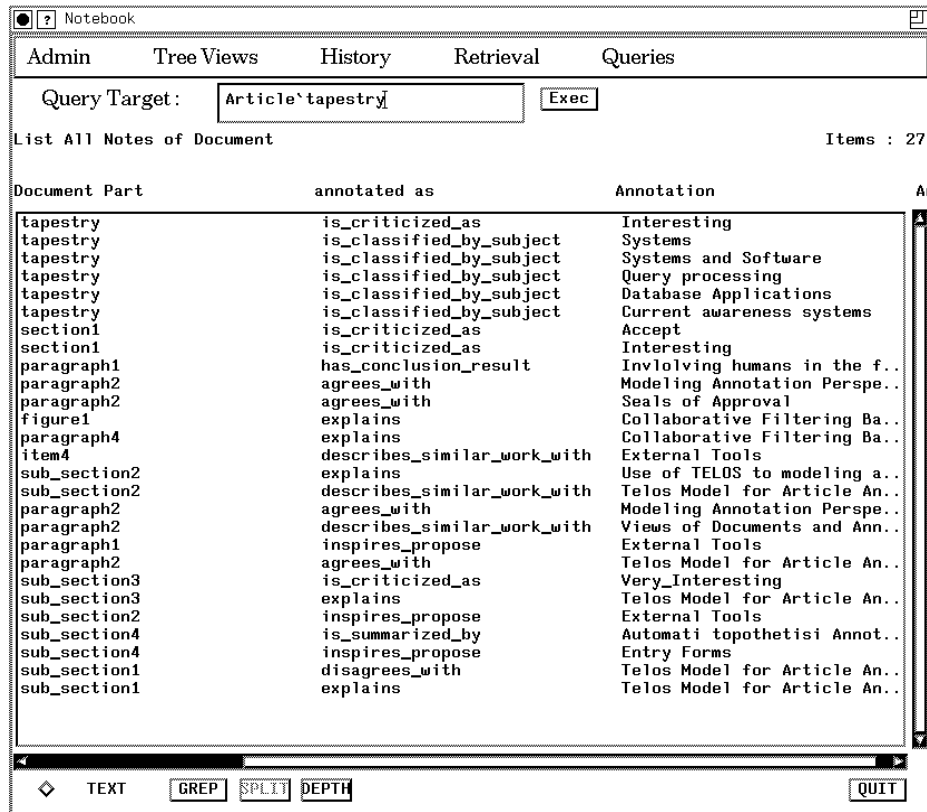 ? Notebook
Admin Tree Views History Retrieval Queries
Query Target : Article`tapestry Exec
List All Notes of Document Items : 27
Document Part annotated as Annotation A
tapestry is_criticized_as Interesting
tapestry is_classified_by_subject Systems
tapestry is_classified_by_subject Systems and Software
tapestry is_classified_by_subject Query processing
tapestry is_classified_by_subject Database Applications
tapestry is_classified_by_subject Current awareness systems
section1 is_criticized_as Accept
section1 is_criticized_as Interesting
paragraph1 has_conclusion_result Invlolving humans in the f..
paragraph2 agrees_with Modeling Annotation Perspe..
paragraph2 agrees_with Seals of Approval
figure1 explains Collaborative Filtering Ba..
paragraph4 explains Collaborative Filtering Ba..
item4 describes_similar_work_with External Tools
sub_section2 explains Use of TELOS to modeling a..
sub_section2 describes_similar_work_with Telos Model for Article An..
paragraph2 agrees_with Modeling Annotation Perspe..
paragraph2 describes_similar_work_with Views of Documents and Ann..
paragraph1 inspires_propose External Tools
paragraph2 agrees_with Telos Model for Article An..
sub_section3 is_criticized_as Very_Interesting
sub_section3 explains Telos Model for Article An..
sub_section2 inspires_propose External Tools
sub_section4 is_summarized_by Automati topothetisi Annot..
sub_section4 inspires_propose Entry Forms
sub_section1 disagrees_with Telos Model for Article An..
sub_section1 explains Telos Model for Article An..
TEXT GREP SPLIT DEPTH QUIT